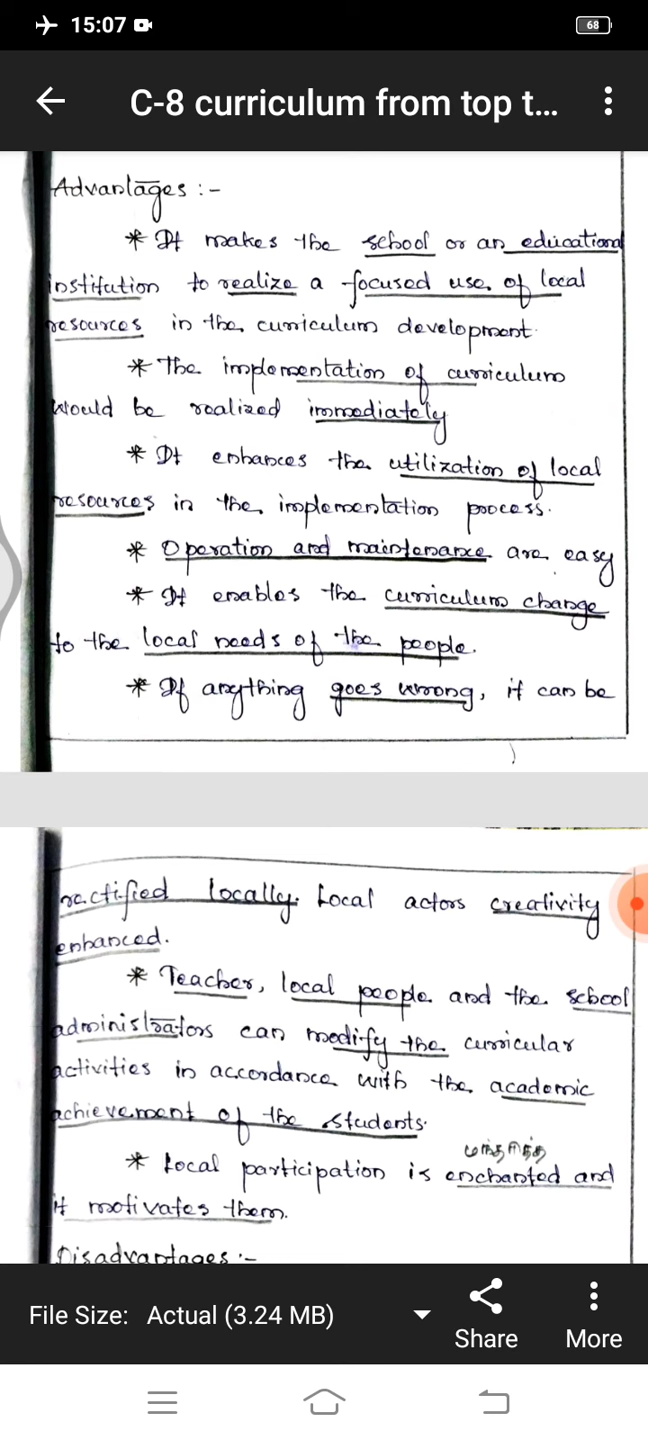 15:07
68
C-8 curriculum from top t...
Advantages :-
* It makes the school or an educational
institution to realize a focused use of local
resources in the curriculum development.
* The implementation of curriculum
would be realized immediately
* It enhances the utilization of local
resources in the implementation process.
* Operation and maintenance are easy
* It enables the curriculum change
to the local needs of the people.
* If anything goes wrong, it can be
rectified locally. Local actors creativity
enhanced.
* Teacher, local people and the school
administrators can modify the curricular
activities in accordance with the academic
achievement of the students.
* Local participation is enchanted and
it motivates them.
Disadvantages :-
File Size: Actual (3.24 MB)
Share
More